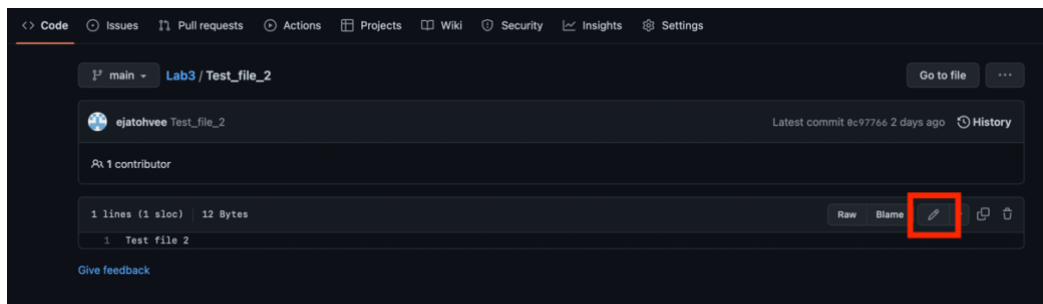 <> Code Issues Pull requests Actions Projects Wiki Security Insights Settings
main Lab3 / Test_file_2 Go to file ...
ejatohvee Test_file_2 Latest commit 0c97766 2 days ago History
1 contributor
1 lines (1 sloc) 12 Bytes Raw Blame
1 Test file 2
Give feedback